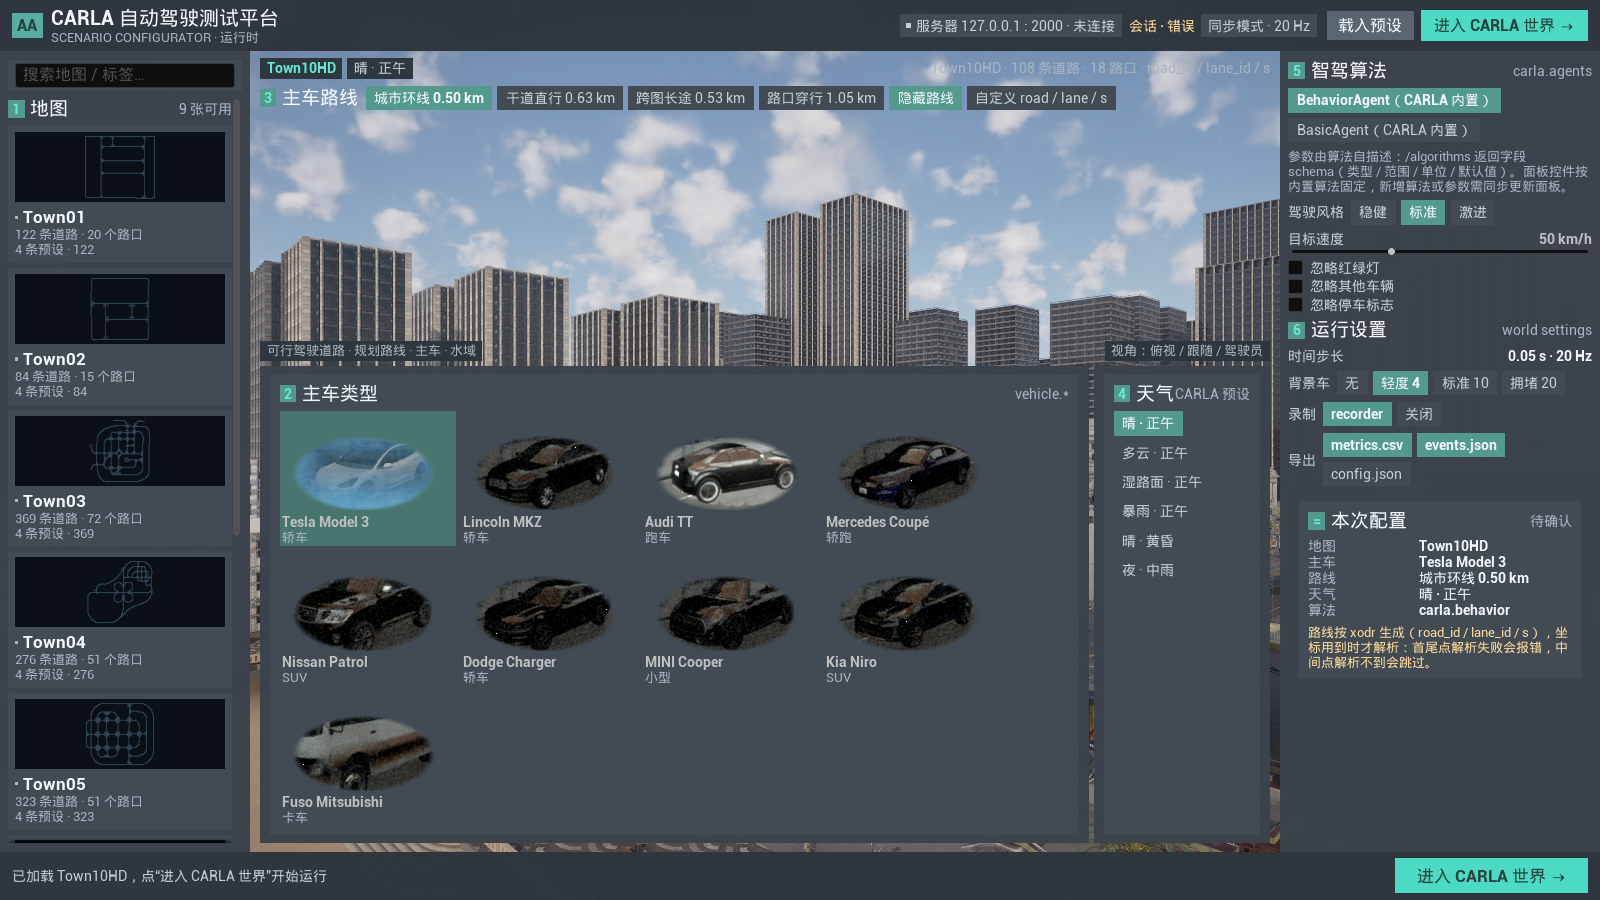 AA
CARLA 自动驾驶测试平台
SCENARIO CONFIGURATOR · 运行时
服务器 127.0.0.1 : 2000 · 未连接
会话 · 错误
同步模式 · 20 Hz
载入预设
进入 CARLA 世界 →
搜索地图 / 标签...
1 地图
9 张可用
Town01
122 条道路 · 20 个路口
4 条预设 · 122
Town02
84 条道路 · 15 个路口
4 条预设 · 84
Town03
369 条道路 · 72 个路口
4 条预设 · 369
Town04
276 条道路 · 51 个路口
4 条预设 · 276
Town05
323 条道路 · 51 个路口
4 条预设 · 323
Town10HD
晴 · 正午
Town10HD · 108 条道路 · 18 路口 · road_id / lane_id / s
3 主车路线
城市环线 0.50 km
干道直行 0.63 km
跨图长途 0.53 km
路口穿行 1.05 km
隐藏路线
自定义 road / lane / s
可行驾驶道路 · 规划路线 · 主车 · 水域
视角：俯视 / 跟随 / 驾驶员
2 主车类型
vehicle.*
Tesla Model 3
轿车
Lincoln MKZ
轿车
Audi TT
跑车
Mercedes Coupé
轿跑
Nissan Patrol
SUV
Dodge Charger
轿车
MINI Cooper
小型
Kia Niro
SUV
Fuso Mitsubishi
卡车
4 天气
CARLA 预设
晴 · 正午
多云 · 正午
湿路面 · 正午
暴雨 · 正午
晴 · 黄昏
夜 · 中雨
5 智驾算法
carla.agents
BehaviorAgent（CARLA 内置）
BasicAgent（CARLA 内置）
参数由算法自描述：/algorithms 返回字段
schema（类型 / 范围 / 单位 / 默认值）。面板控件按
内置算法固定，新增算法或参数需同步更新面板。
驾驶风格
稳健
标准
激进
目标速度
50 km/h
忽略红绿灯
忽略其他车辆
忽略停车标志
6 运行设置
world settings
时间步长
0.05 s · 20 Hz
背景车
无
轻度 4
标准 10
拥堵 20
录制
recorder
关闭
导出
metrics.csv
events.json
config.json
= 本次配置
待确认
地图 Town10HD
主车 Tesla Model 3
路线 城市环线 0.50 km
天气 晴 · 正午
算法 carla.behavior
路线按 xodr 生成（road_id / lane_id / s），坐
标用到时才解析：首尾点解析失败会报错，中
间点解析不到会跳过。
已加载 Town10HD，点“进入 CARLA 世界”开始运行
进入 CARLA 世界 →